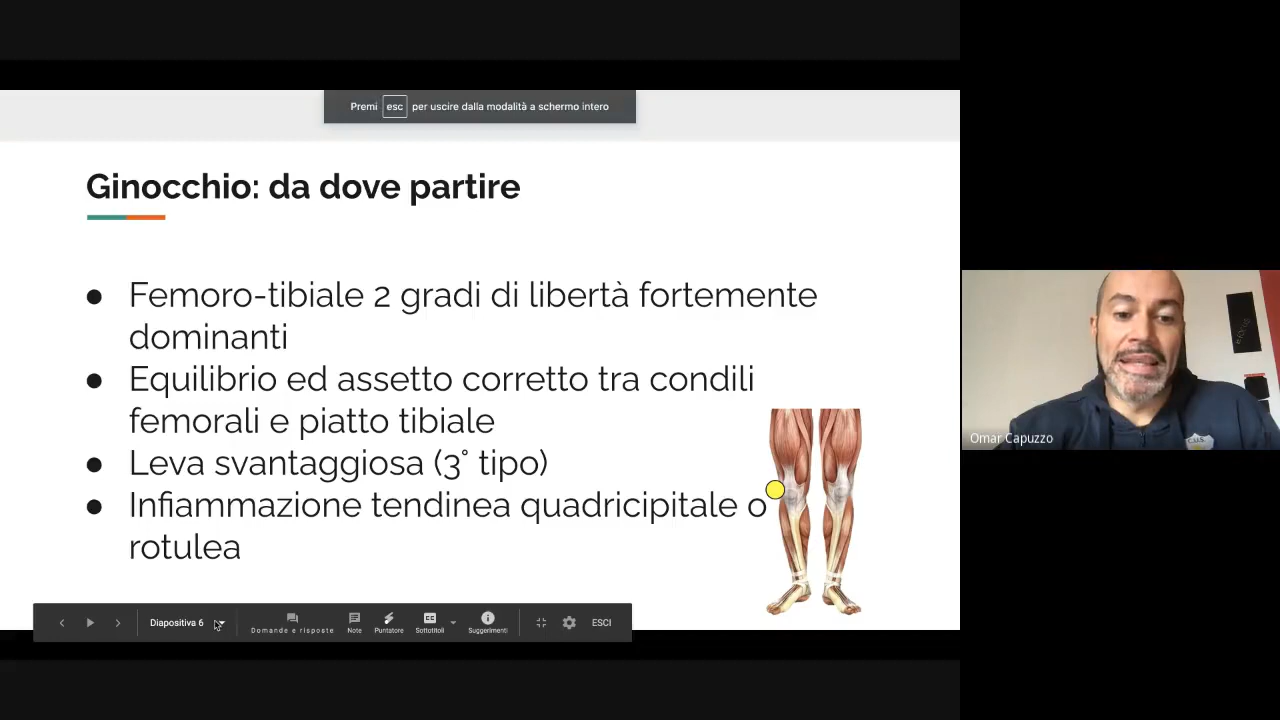 Premi esc per uscire dalla modalità a schermo intero
Ginocchio: da dove partire
● Femoro-tibiale 2 gradi di libertà fortemente
dominanti
● Equilibrio ed assetto corretto tra condili
femorali e piatto tibiale
● Leva svantaggiosa (3° tipo)
● Infiammazione tendinea quadricipitale o
rotulea
Omar Capuzzo
Diapositiva 6
Domande e risposte
Note
Puntatore
Sottotitoli
Suggerimenti
ESCI